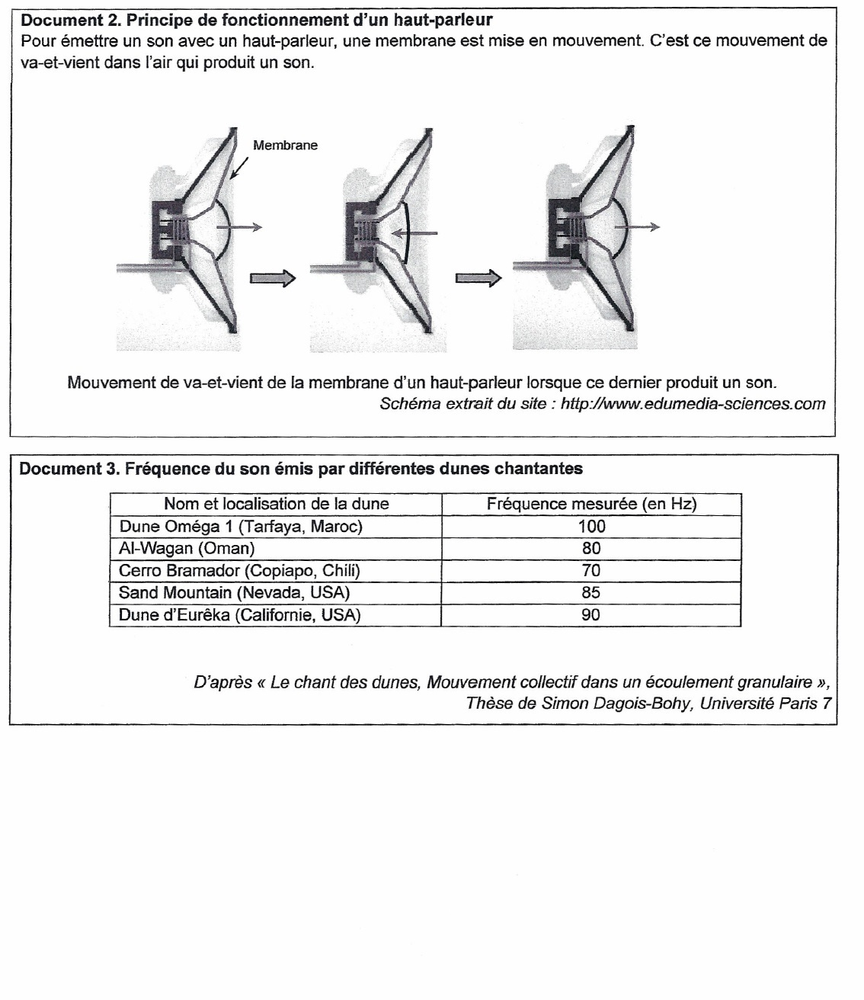 Document 2. Principe de fonctionnement d'un haut-parleur
Pour émettre un son avec un haut-parleur, une membrane est mise en mouvement. C'est ce mouvement de
va-et-vient dans l'air qui produit un son.
Membrane
Mouvement de va-et-vient de la membrane d'un haut-parleur lorsque ce dernier produit un son.
Schéma extrait du site : http://www.edumedia-sciences.com
Document 3. Fréquence du son émis par différentes dunes chantantes
Nom et localisation de la dune Fréquence mesurée (en Hz)
Dune Oméga 1 (Tarfaya, Maroc) 100
Al-Wagan (Oman) 80
Cerro Bramador (Copiapo, Chili) 70
Sand Mountain (Nevada, USA) 85
Dune d'Eurêka (Californie, USA) 90
D'après « Le chant des dunes, Mouvement collectif dans un écoulement granulaire »,
Thèse de Simon Dagois-Bohy, Université Paris 7